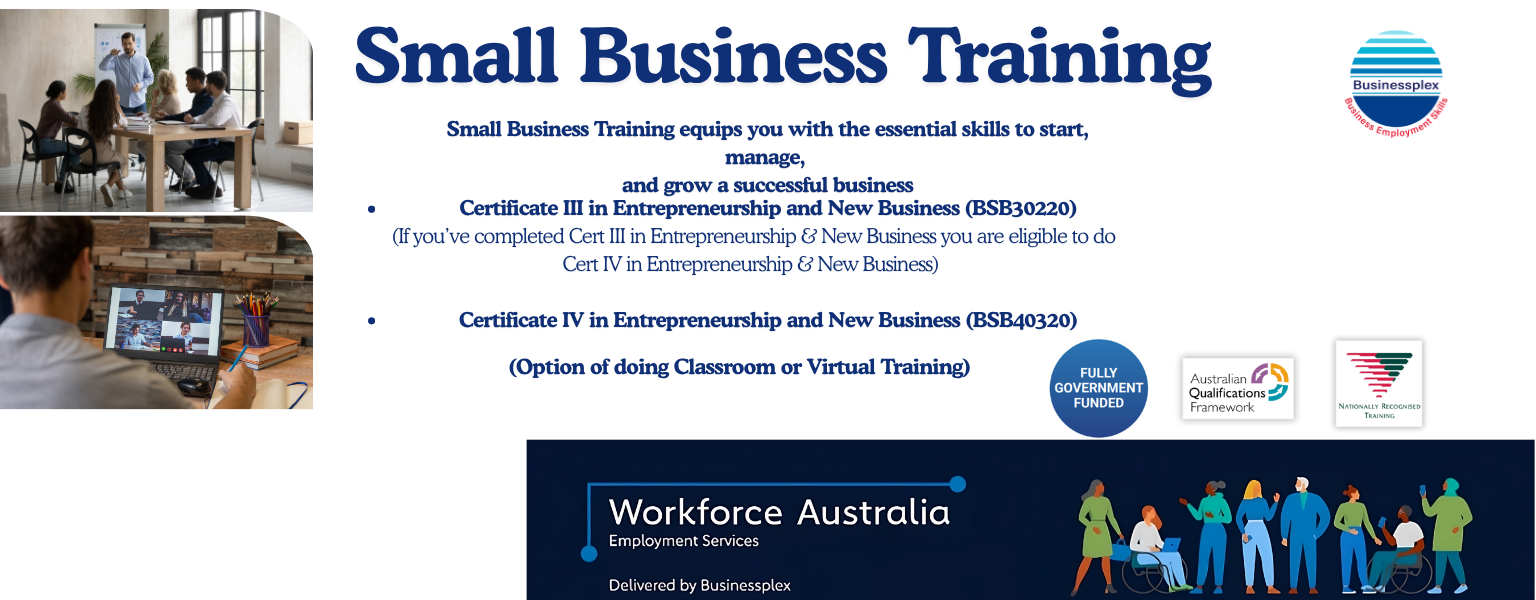 Small Business Training
Businessplex
Business Employment Skills
Small Business Training equips you with the essential skills to start,
manage,
and grow a successful business
• Certificate III in Entrepreneurship and New Business (BSB30220)
(If you’ve completed Cert III in Entrepreneurship & New Business you are eligible to do
Cert IV in Entrepreneurship & New Business)
• Certificate IV in Entrepreneurship and New Business (BSB40320)
(Option of doing Classroom or Virtual Training)
FULLY
GOVERNMENT
FUNDED
Australian
Qualifications
Framework
NATIONALLY RECOGNISED
TRAINING
Workforce Australia
Employment Services
Delivered by Businessplex